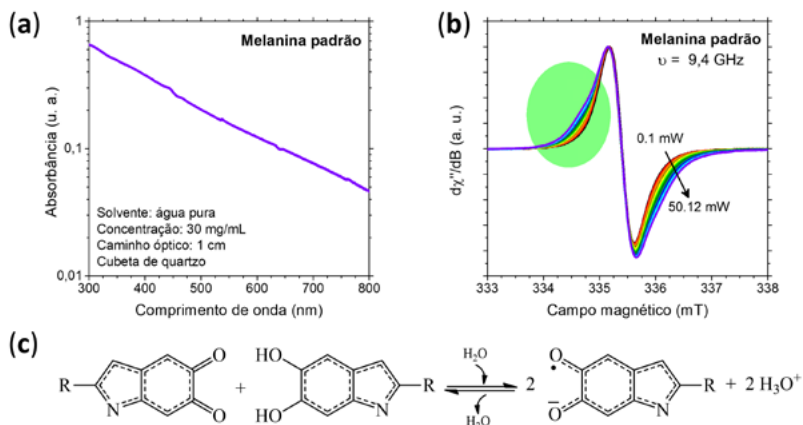 (a)
Absorbância (u. a.)
1
0,1
0,01
Melanina padrão
Solvente: água pura
Concentração: 30 mg/mL
Caminho óptico: 1 cm
Cubeta de quartzo
300 400 500 600 700 800
Comprimento de onda (nm)
(b)
dχ"/dB (a. u.)
Melanina padrão
υ = 9,4 GHz
0.1 mW
50.12 mW
333 334 335 336 337 338
Campo magnético (mT)
(c)
R N O O + HO HO N R H₂O H₂O 2 O O N R + 2 H₃O⁺